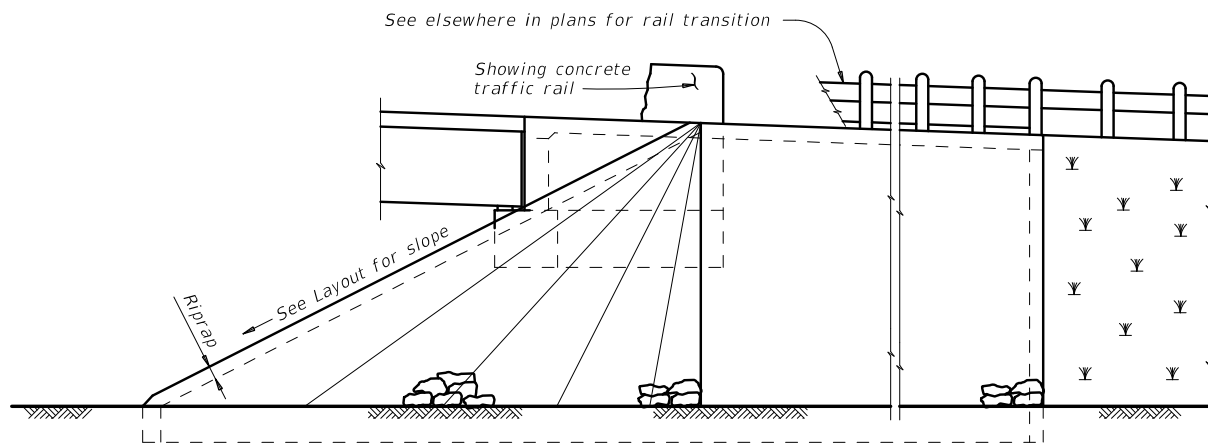 See elsewhere in plans for rail transition
Showing concrete
traffic rail
See Layout for slope
Riprap